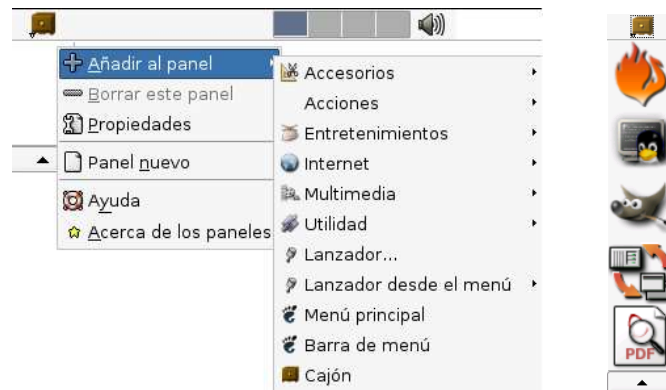 Añadir al panel
Borrar este panel
Propiedades
Panel nuevo
Ayuda
Acerca de los paneles
Accesorios
Acciones
Entretenimientos
Internet
Multimedia
Utilidad
Lanzador...
Lanzador desde el menú
Menú principal
Barra de menú
Cajón
PDF